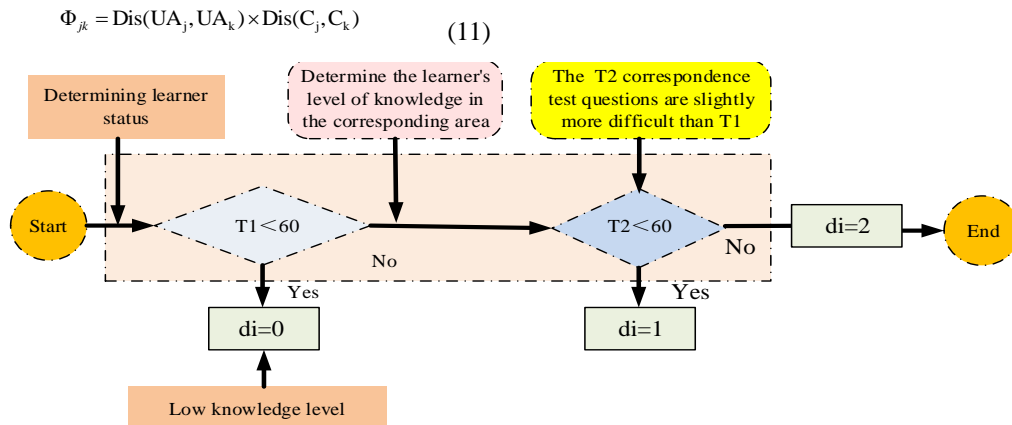 Φjk = Dis(UAj, UAk) × Dis(Cj, Ck)
(11)
Determining learner
status
Determine the learner's
level of knowledge in
the corresponding area
The T2 correspondence
test questions are slightly
more difficult than T1
Start
T1<60
T2<60
di=2
End
No
No
Yes
Yes
di=0
di=1
Low knowledge level